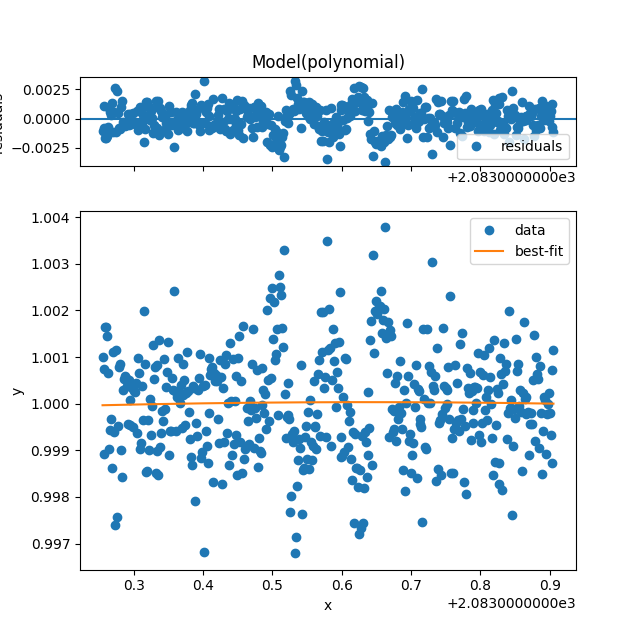 Model(polynomial)
0.0025
0.0000
−0.0025
residuals
residuals
+2.0830000000e3
1.004
1.003
1.002
1.001
1.000
0.999
0.998
0.997
y
data
best-fit
0.3 0.4 0.5 0.6 0.7 0.8 0.9
x
+2.0830000000e3